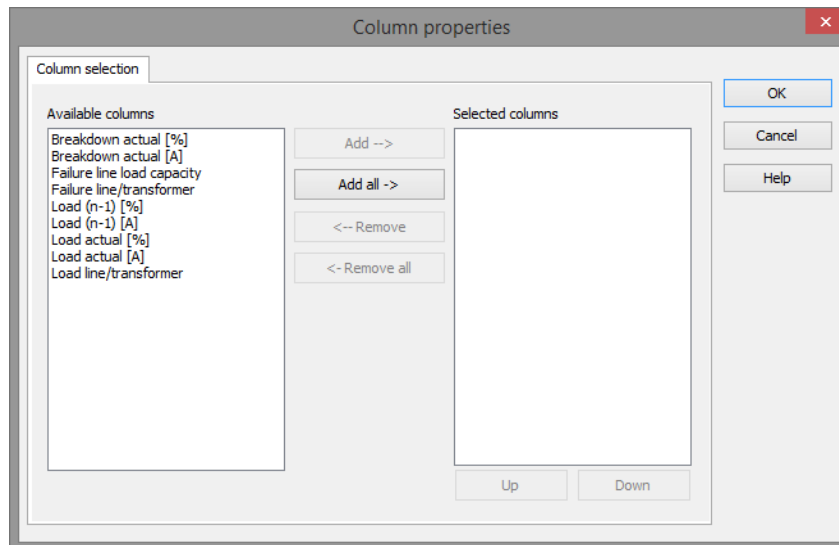 Column properties
Column selection
Available columns
Breakdown actual [%]
Breakdown actual [A]
Failure line load capacity
Failure line/transformer
Load (n-1) [%]
Load (n-1) [A]
Load actual [%]
Load actual [A]
Load line/transformer
Add -->
Add all ->
<-- Remove
<- Remove all
Selected columns
Up
Down
OK
Cancel
Help